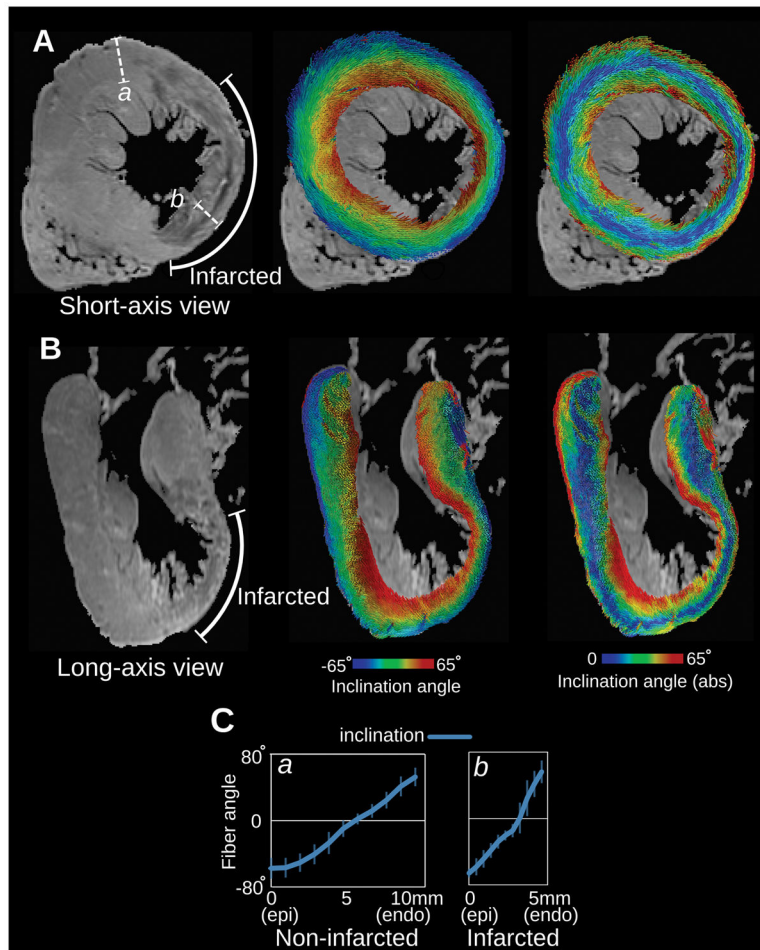 A
a
b
Infarcted
Short-axis view
B
Infarcted
Long-axis view
-65° 65°
Inclination angle
0 65°
Inclination angle (abs)
C
inclination
a
b
80°
0
-80°
Fiber angle
0 5 10mm
(epi) (endo)
Non-infarcted
0 5mm
(epi) (endo)
Infarcted